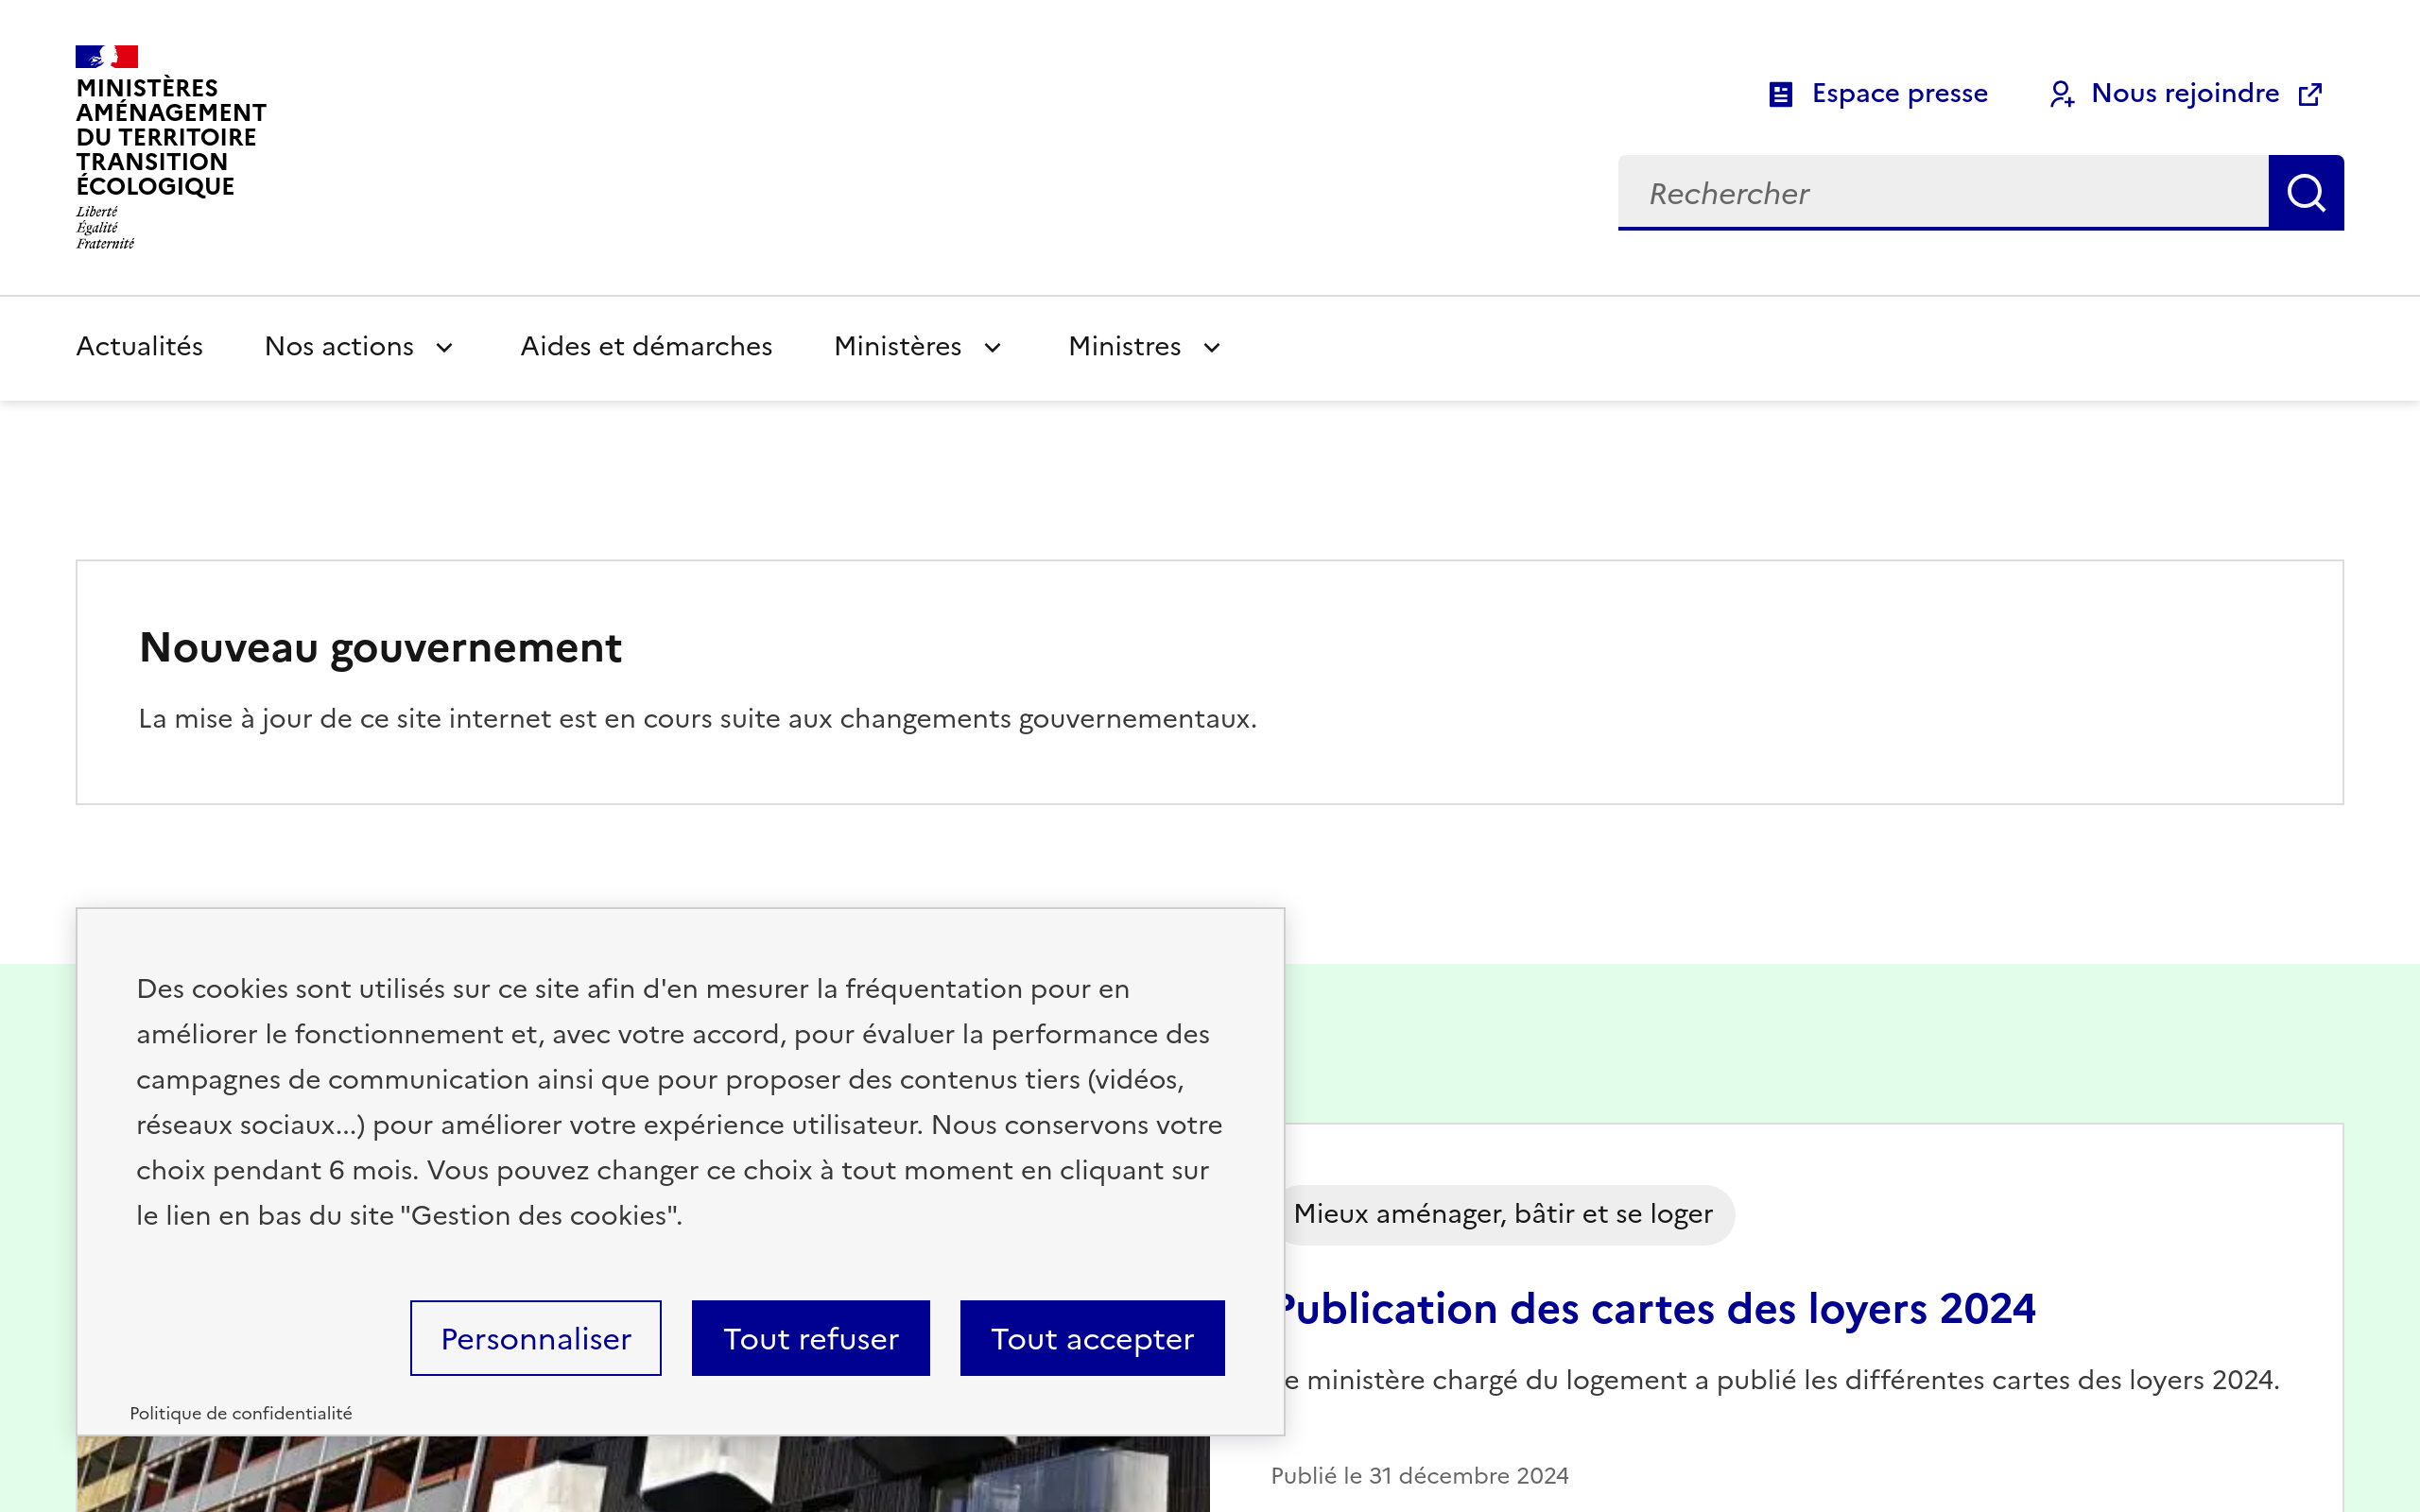 MINISTÈRES
AMÉNAGEMENT
DU TERRITOIRE
TRANSITION
ÉCOLOGIQUE
Liberté
Égalité
Fraternité
Espace presse
Nous rejoindre
Rechercher
Actualités
Nos actions
Aides et démarches
Ministères
Ministres
Nouveau gouvernement
La mise à jour de ce site internet est en cours suite aux changements gouvernementaux.
Des cookies sont utilisés sur ce site afin d'en mesurer la fréquentation pour en
améliorer le fonctionnement et, avec votre accord, pour évaluer la performance des
campagnes de communication ainsi que pour proposer des contenus tiers (vidéos,
réseaux sociaux...) pour améliorer votre expérience utilisateur. Nous conservons votre
choix pendant 6 mois. Vous pouvez changer ce choix à tout moment en cliquant sur
le lien en bas du site "Gestion des cookies".
Personnaliser
Tout refuser
Tout accepter
Politique de confidentialité
Mieux aménager, bâtir et se loger
Publication des cartes des loyers 2024
e ministère chargé du logement a publié les différentes cartes des loyers 2024.
Publié le 31 décembre 2024